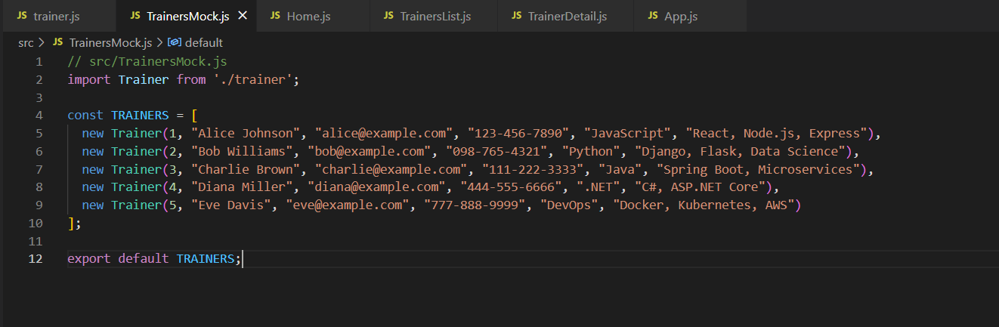 JS trainer.js JS TrainersMock.js × JS Home.js JS TrainersList.js JS TrainerDetail.js JS App.js
src > JS TrainersMock.js > default
1 // src/TrainersMock.js
2 import Trainer from './trainer';
3
4 const TRAINERS = [
5 new Trainer(1, "Alice Johnson", "alice@example.com", "123-456-7890", "JavaScript", "React, Node.js, Express"),
6 new Trainer(2, "Bob Williams", "bob@example.com", "098-765-4321", "Python", "Django, Flask, Data Science"),
7 new Trainer(3, "Charlie Brown", "charlie@example.com", "111-222-3333", "Java", "Spring Boot, Microservices"),
8 new Trainer(4, "Diana Miller", "diana@example.com", "444-555-6666", ".NET", "C#, ASP.NET Core"),
9 new Trainer(5, "Eve Davis", "eve@example.com", "777-888-9999", "DevOps", "Docker, Kubernetes, AWS")
10 ];
11
12 export default TRAINERS;